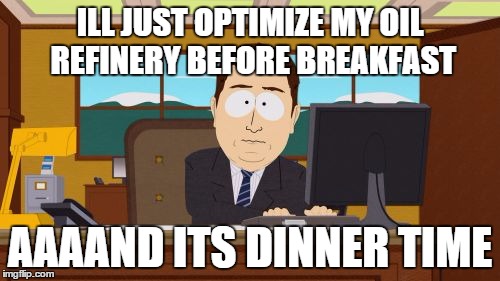 ILL JUST OPTIMIZE MY OIL
REFINERY BEFORE BREAKFAST
AAAAND ITS DINNER TIME
imgflip.com